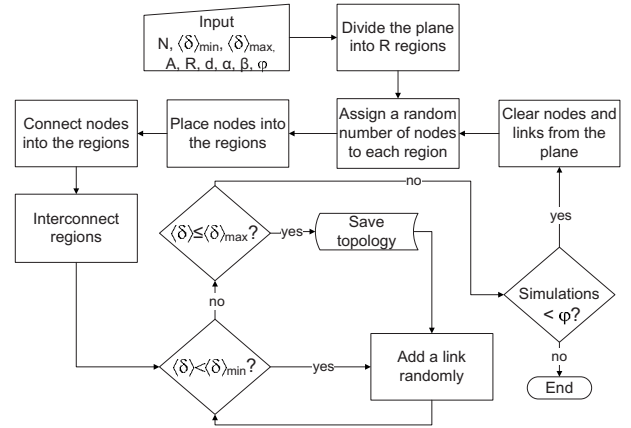 Input
N, ⟨δ⟩min, ⟨δ⟩max,
A, R, d, α, β, φ
Divide the plane
into R regions
Connect nodes
into the regions
Place nodes into
the regions
Assign a random
number of nodes
to each region
Clear nodes and
links from the
plane
Interconnect
regions
no
⟨δ⟩≤⟨δ⟩max?
yes
Save
topology
yes
Simulations
< φ?
no
no
⟨δ⟩<⟨δ⟩min?
yes
Add a link
randomly
End